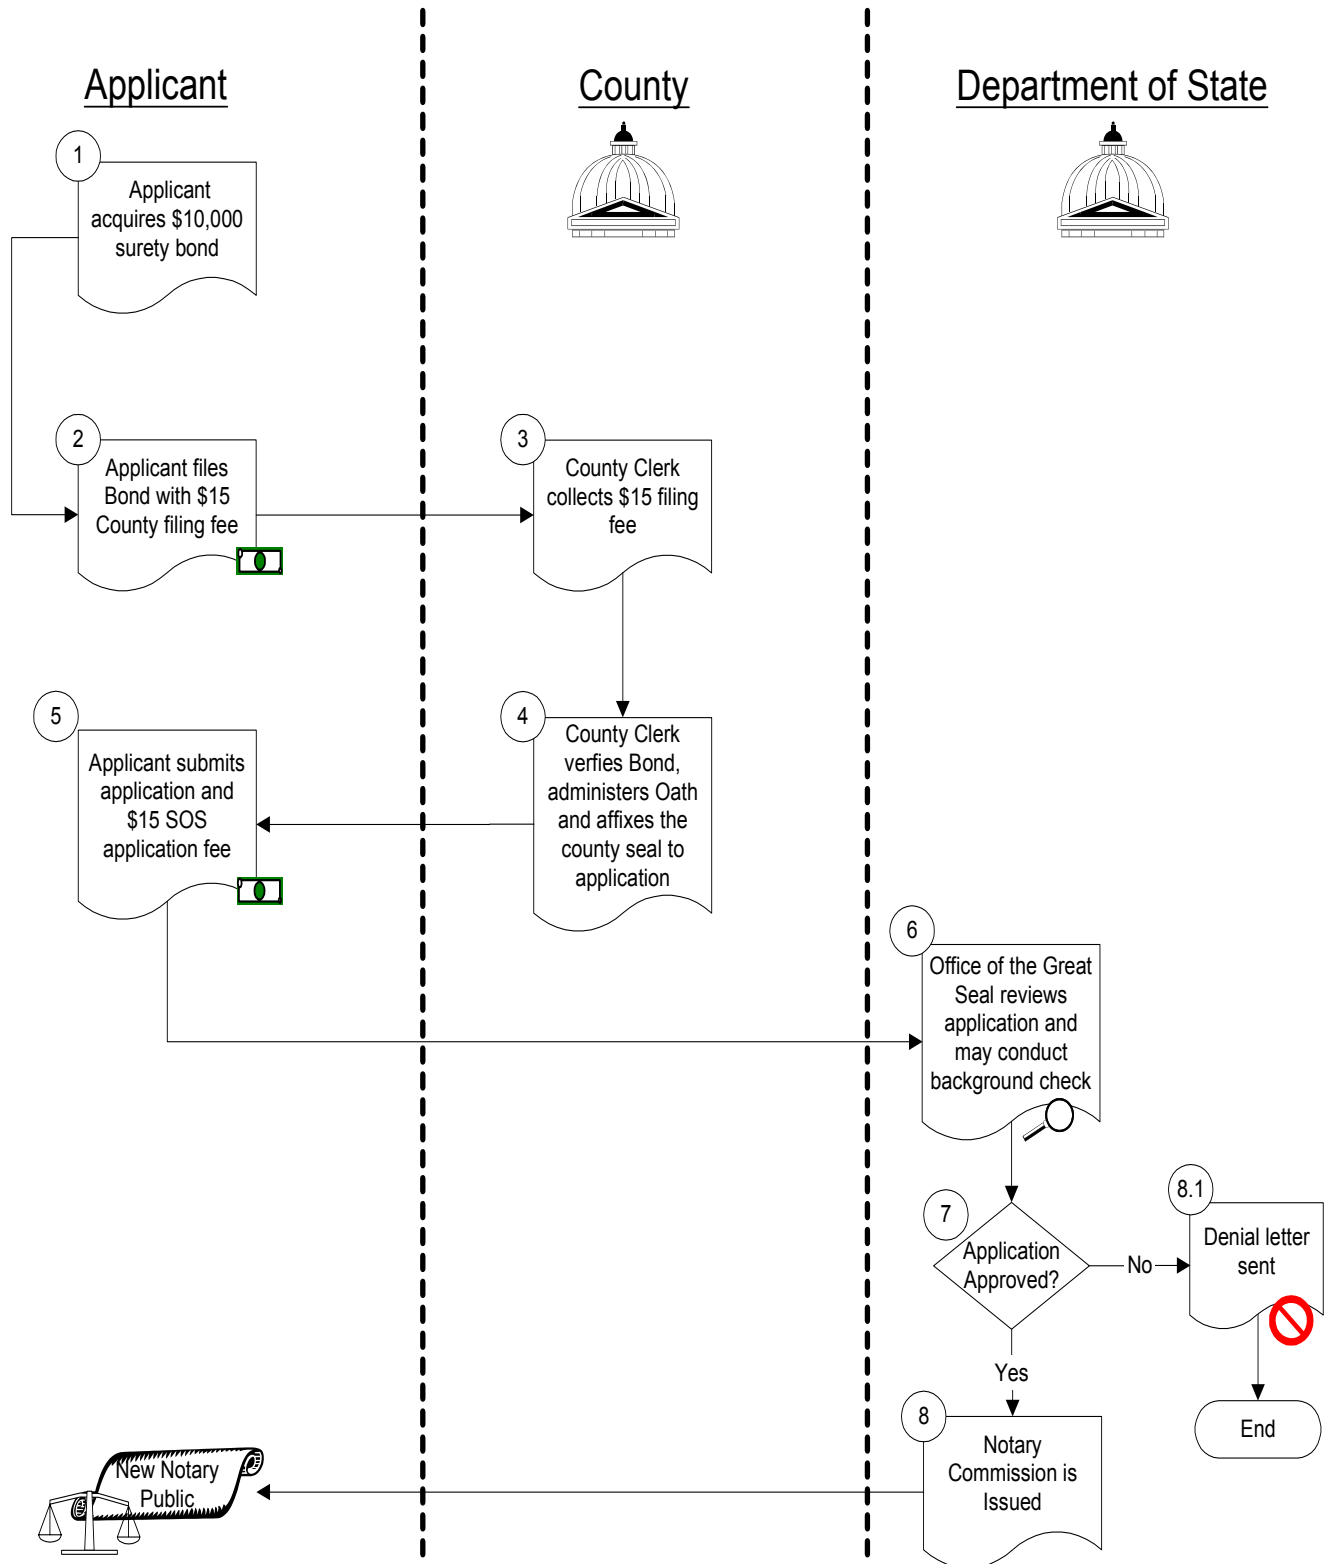 Applicant
County
Department of State
1
Applicant
acquires $10,000
surety bond
2
Applicant files
Bond with $15
County filing fee
3
County Clerk
collects $15 filing
fee
4
County Clerk
verfies Bond,
administers Oath
and affixes the
county seal to
application
5
Applicant submits
application and
$15 SOS
application fee
6
Office of the Great
Seal reviews
application and
may conduct
background check
7
Application
Approved?
No
8.1
Denial letter
sent
End
Yes
8
Notary
Commission is
Issued
New Notary
Public